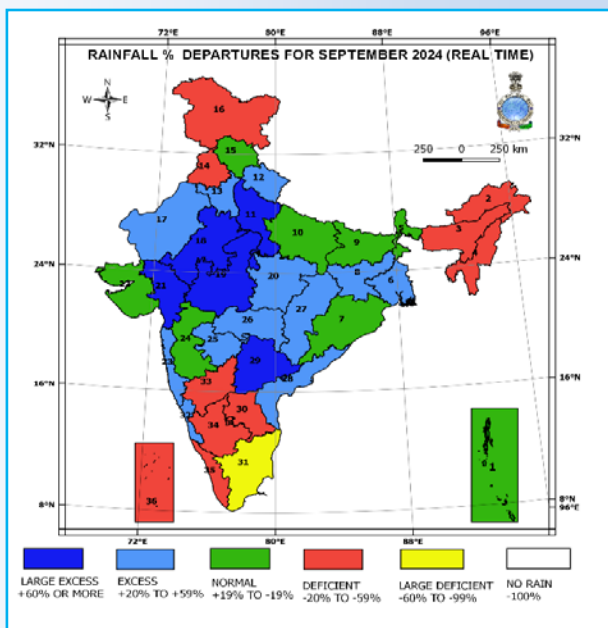 72°E 80°E 88°E 96°E
RAINFALL % DEPARTURES FOR SEPTEMBER 2024 (REAL TIME)
N
W E
S
16
250 0 250 km
32°N 32°N
15
14
12
13
2
17
11
3
18
10
9
24°N 24°N
20
8
21
6
27
26
7
24
25
23
29
28
16°N 16°N
33
30
34
31
35
1
36
8°N 8°N
96°E
72°E 80°E 88°E
LARGE EXCESS
+60% OR MORE
EXCESS
+20% TO +59%
NORMAL
+19% TO -19%
DEFICIENT
-20% TO -59%
LARGE DEFICIENT
-60% TO -99%
NO RAIN
-100%